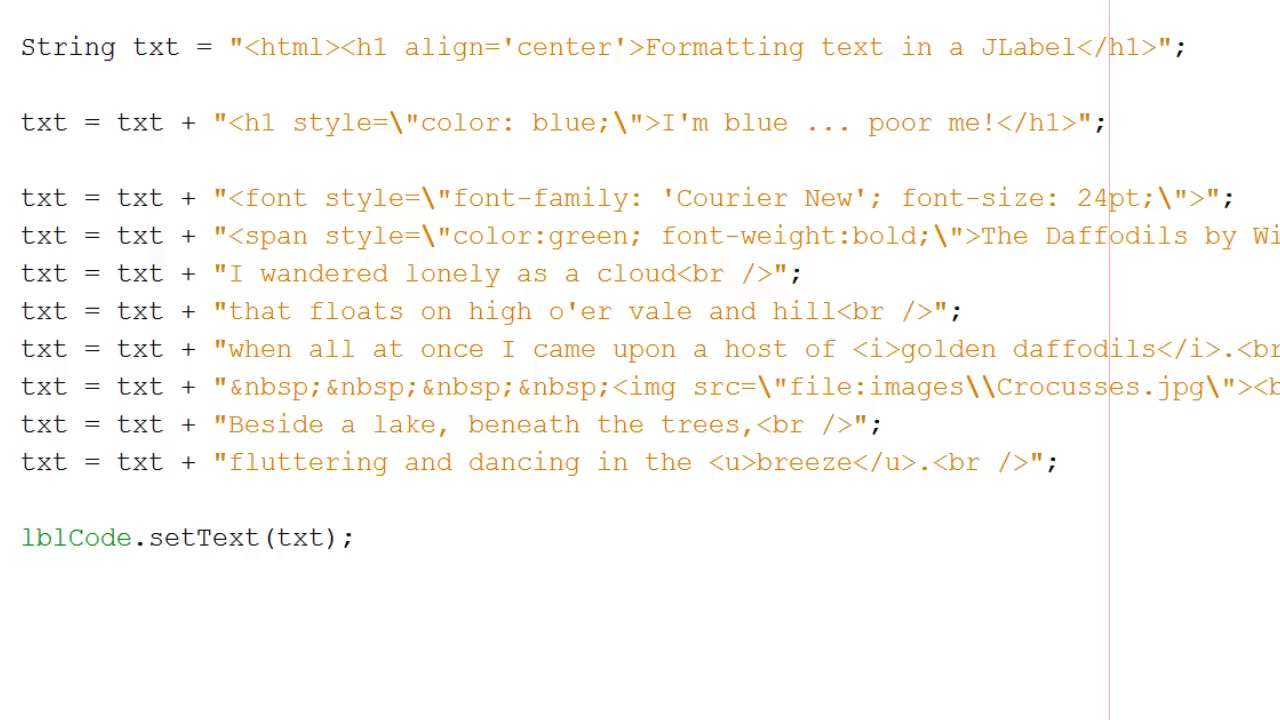 String txt = "<html><h1 align='center'>Formatting text in a JLabel</h1>";
txt = txt + "<h1 style=\"color: blue;\">I'm blue ... poor me!</h1>";
txt = txt + "<font style=\"font-family: 'Courier New'; font-size: 24pt;\">";
txt = txt + "<span style=\"color:green; font-weight:bold;\">The Daffodils by Wi
txt = txt + "I wandered lonely as a cloud<br />";
txt = txt + "that floats on high o'er vale and hill<br />";
txt = txt + "when all at once I came upon a host of <i>golden daffodils</i>.<br
txt = txt + "&nbsp;&nbsp;&nbsp;&nbsp;<img src=\"file:images\\Crocusses.jpg\"><b
txt = txt + "Beside a lake, beneath the trees,<br />";
txt = txt + "fluttering and dancing in the <u>breeze</u>.<br />";
lblCode.setText(txt);